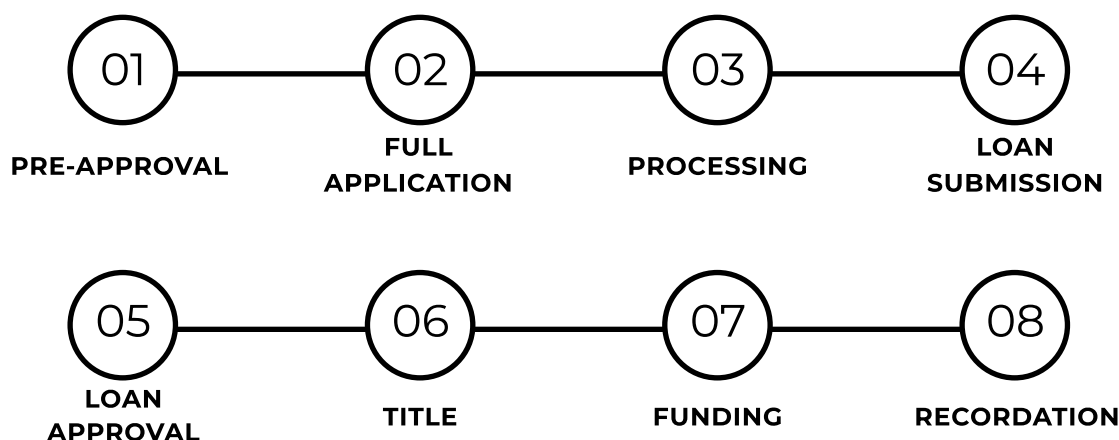 01
02
03
04
PRE-APPROVAL
FULL
APPLICATION
PROCESSING
LOAN
SUBMISSION
05
06
07
08
LOAN
APPROVAL
TITLE
FUNDING
RECORDATION